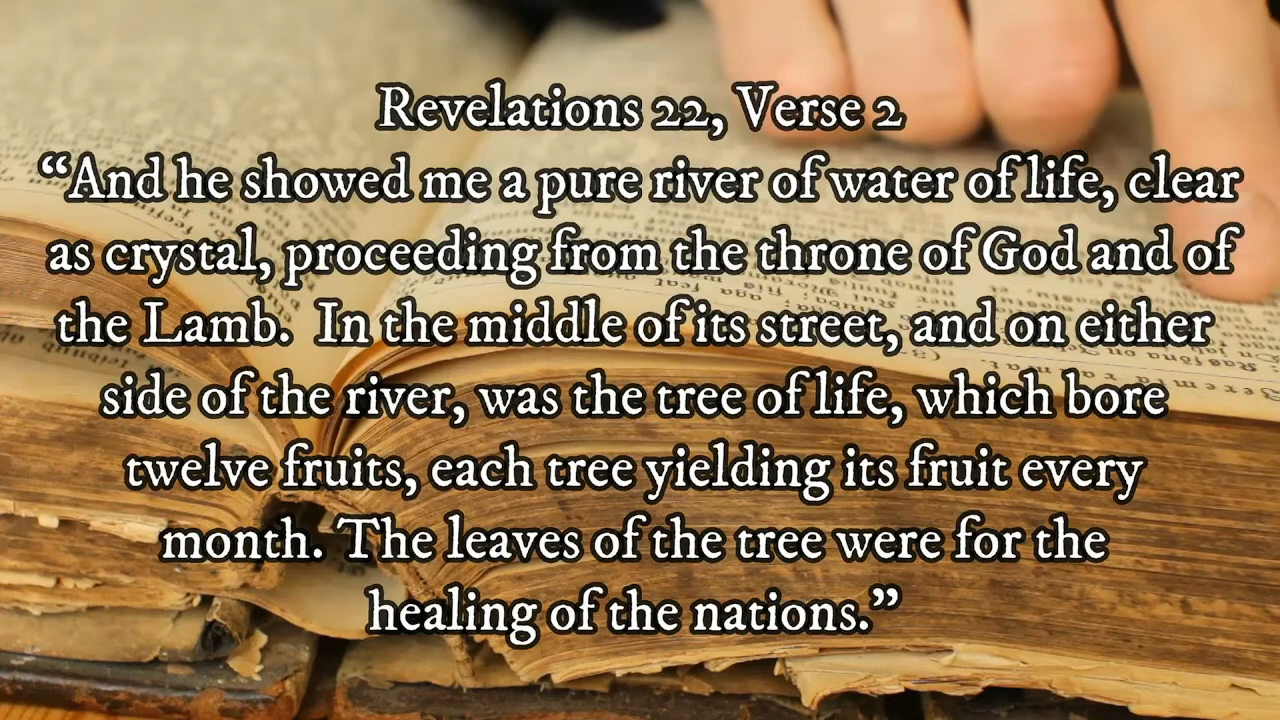 Revelations 22, Verse 2
“And he showed me a pure river of water of life, clear
as crystal, proceeding from the throne of God and of
the Lamb.  In the middle of its street, and on either
side of the river, was the tree of life, which bore
twelve fruits, each tree yielding its fruit every
month. The leaves of the tree were for the
healing of the nations.”